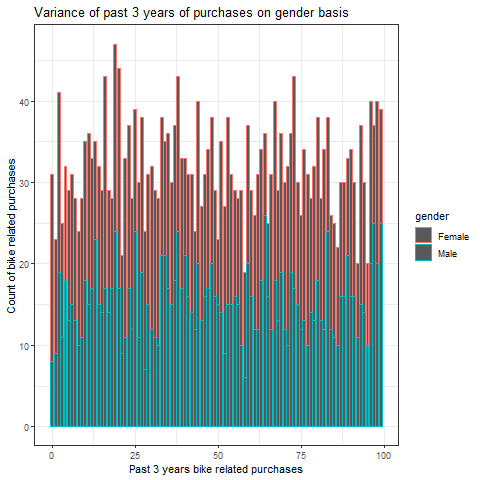 Variance of past 3 years of purchases on gender basis
Count of bike related purchases
40
30
20
10
0
0 25 50 75 100
Past 3 years bike related purchases
gender
Female
Male